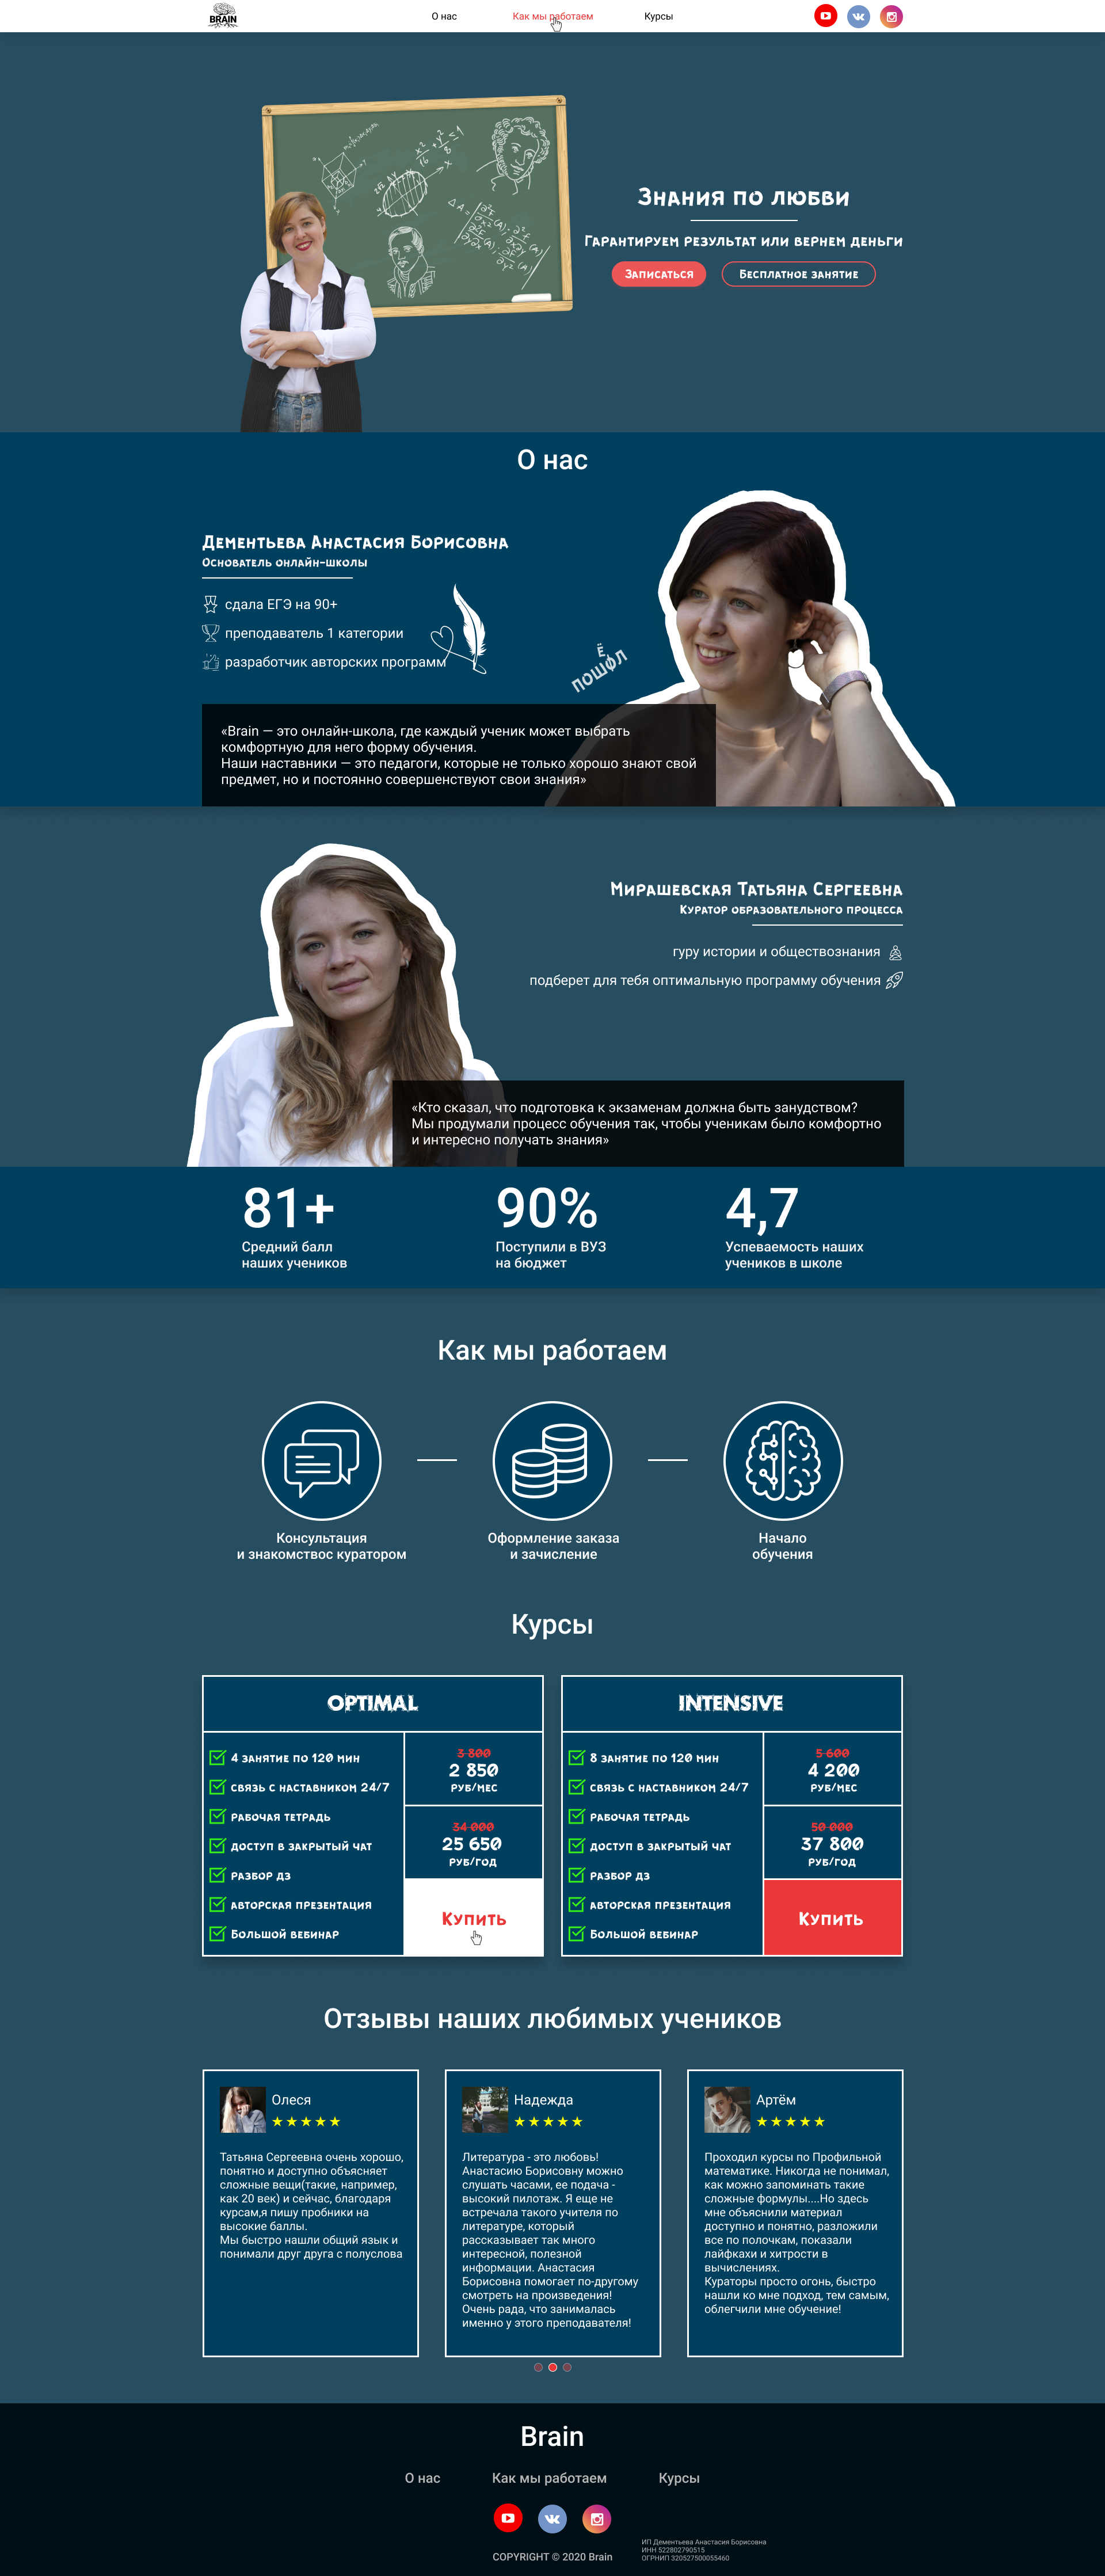 BRAIN
О нас
Как мы работаем
Курсы
Знания по любви
Гарантируем результат или вернем деньги
Записаться
Бесплатное занятие
О нас
Дементьева Анастасия Борисовна
Основатель онлайн-школы
сдала ЕГЭ на 90+
преподаватель 1 категории
разработчик авторских программ
Ё
пошол
«Brain — это онлайн-школа, где каждый ученик может выбрать
комфортную для него форму обучения.
Наши наставники — это педагоги, которые не только хорошо знают свой
предмет, но и постоянно совершенствуют свои знания»
Мирашевская Татьяна Сергеевна
Куратор образовательного процесса
гуру истории и обществознания
подберет для тебя оптимальную программу обучения
«Кто сказал, что подготовка к экзаменам должна быть занудством?
Мы продумали процесс обучения так, чтобы ученикам было комфортно
и интересно получать знания»
81+
Средний балл
наших учеников
90%
Поступили в ВУЗ
на бюджет
4,7
Успеваемость наших
учеников в школе
Как мы работаем
Консультация
и знакомствос куратором
Оформление заказа
и зачисление
Начало
обучения
Курсы
OPTIMAL
4 занятие по 120 мин
связь с наставником 24/7
рабочая тетрадь
доступ в закрытый чат
разбор дз
авторская презентация
Большой вебинар
3 800
2 850
руб/мес
34 000
25 650
руб/год
Купить
INTENSIVE
8 занятие по 120 мин
связь с наставником 24/7
рабочая тетрадь
доступ в закрытый чат
разбор дз
авторская презентация
Большой вебинар
5 600
4 200
руб/мес
50 000
37 800
руб/год
Купить
Отзывы наших любимых учеников
Олеся
Татьяна Сергеевна очень хорошо,
понятно и доступно объясняет
сложные вещи(такие, например,
как 20 век) и сейчас, благодаря
курсам,я пишу пробники на
высокие баллы.
Мы быстро нашли общий язык и
понимали друг друга с полуслова
Надежда
Литература - это любовь!
Анастасию Борисовну можно
слушать часами, ее подача -
высокий пилотаж. Я еще не
встречала такого учителя по
литературе, который
рассказывает так много
интересной, полезной
информации. Анастасия
Борисовна помогает по-другому
смотреть на произведения!
Очень рада, что занималась
именно у этого преподавателя!
Артём
Проходил курсы по Профильной
математике. Никогда не понимал,
как можно запоминать такие
сложные формулы....Но здесь
мне объяснили материал
доступно и понятно, разложили
все по полочкам, показали
лайфкахи и хитрости в
вычислениях.
Кураторы просто огонь, быстро
нашли ко мне подход, тем самым,
облегчили мне обучение!
Brain
О нас
Как мы работаем
Курсы
COPYRIGHT © 2020 Brain
ИП Дементьева Анастасия Борисовна
ИНН 522802790515
ОГРНИП 320527500055460